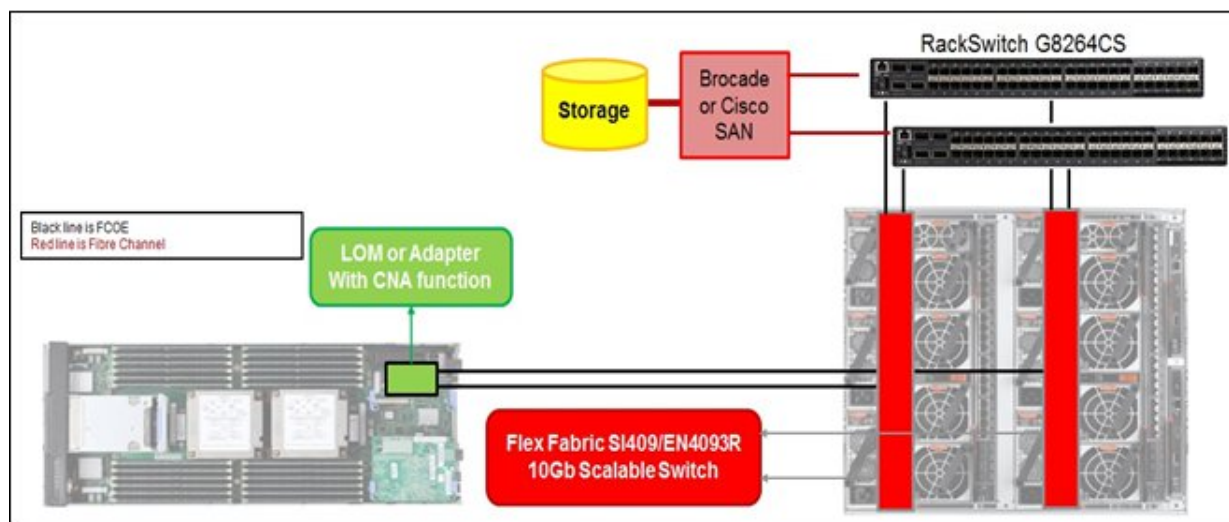 RackSwitch G8264CS
Storage
Brocade
or Cisco
SAN
Black line is FCOE
Red line is Fibre Channel
LOM or Adapter
With CNA function
Flex Fabric SI409/EN4093R
10Gb Scalable Switch